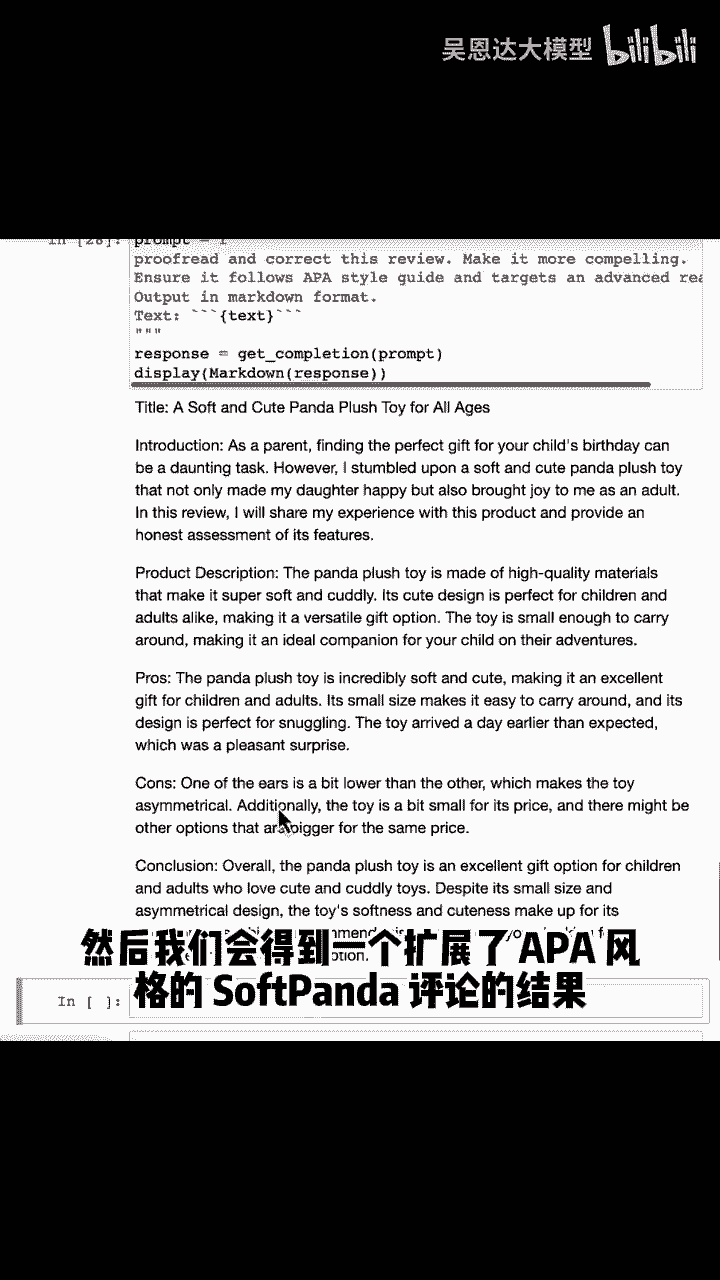 吴恩达大模型 bilibili
In [28]: prompt = f
proofread and correct this review. Make it more compelling.
Ensure it follows APA style guide and targets an advanced rea
Output in markdown format.
Text: ```{text}```
"""
response = get_completion(prompt)
display(Markdown(response))
Title: A Soft and Cute Panda Plush Toy for All Ages
Introduction: As a parent, finding the perfect gift for your child's birthday can
be a daunting task. However, I stumbled upon a soft and cute panda plush toy
that not only made my daughter happy but also brought joy to me as an adult.
In this review, I will share my experience with this product and provide an
honest assessment of its features.
Product Description: The panda plush toy is made of high-quality materials
that make it super soft and cuddly. Its cute design is perfect for children and
adults alike, making it a versatile gift option. The toy is small enough to carry
around, making it an ideal companion for your child on their adventures.
Pros: The panda plush toy is incredibly soft and cute, making it an excellent
gift for children and adults. Its small size makes it easy to carry around, and its
design is perfect for snuggling. The toy arrived a day earlier than expected,
which was a pleasant surprise.
Cons: One of the ears is a bit lower than the other, which makes the toy
asymmetrical. Additionally, the toy is a bit small for its price, and there might be
other options that are bigger for the same price.
Conclusion: Overall, the panda plush toy is an excellent gift option for children
and adults who love cute and cuddly toys. Despite its small size and
asymmetrical design, the toy's softness and cuteness make up for its
然后我们会得到一个扩展了 APA 风
格的 SoftPanda 评论的结果
In [ ]: